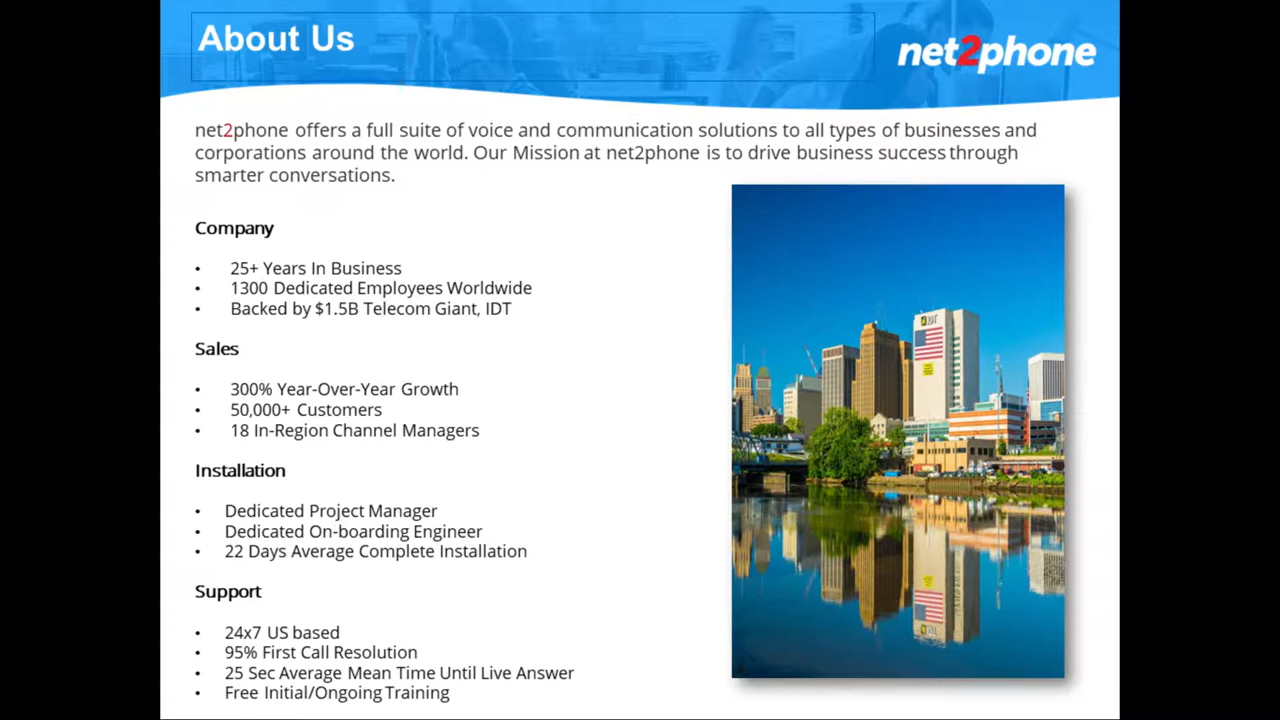 About Us
net2phone
net2phone offers a full suite of voice and communication solutions to all types of businesses and
corporations around the world. Our Mission at net2phone is to drive business success through
smarter conversations.
Company
• 25+ Years In Business
• 1300 Dedicated Employees Worldwide
• Backed by $1.5B Telecom Giant, IDT
IDT
Sales
• 300% Year-Over-Year Growth
• 50,000+ Customers
• 18 In-Region Channel Managers
Installation
• Dedicated Project Manager
• Dedicated On-boarding Engineer
• 22 Days Average Complete Installation
Support
• 24x7 US based
• 95% First Call Resolution
• 25 Sec Average Mean Time Until Live Answer
• Free Initial/Ongoing Training